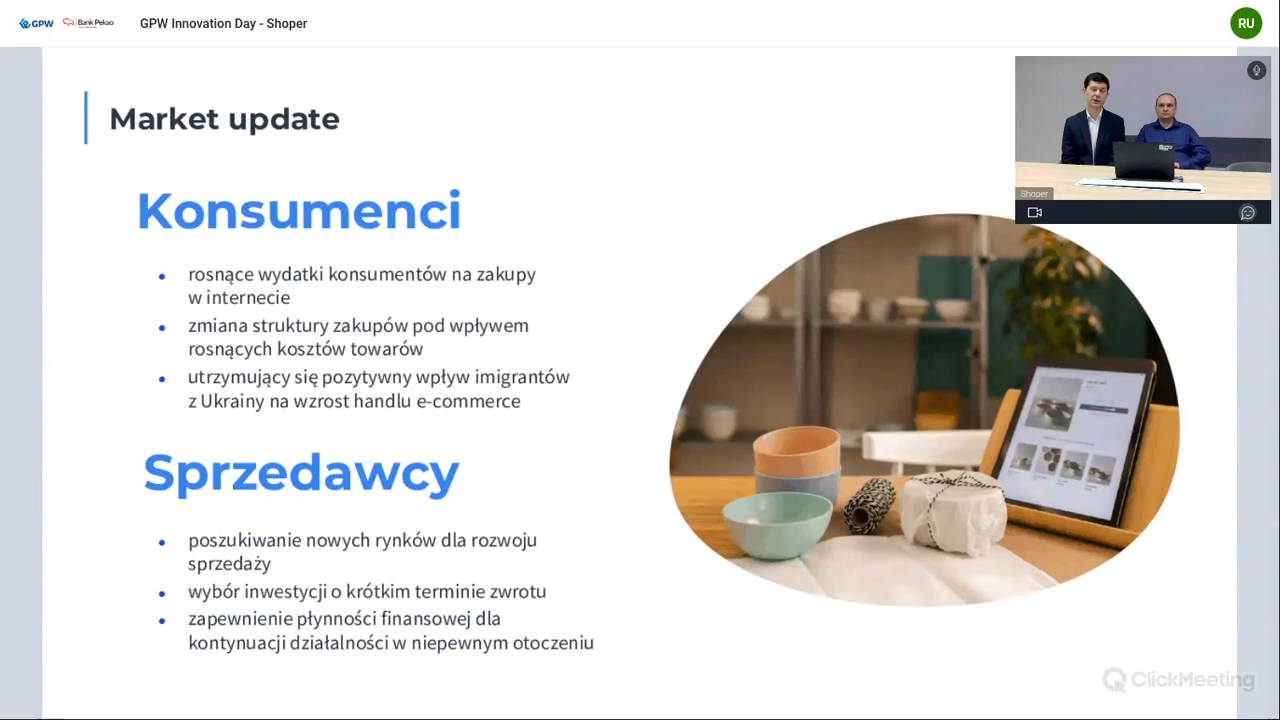 GPW
Bank Pekao
GPW Innovation Day - Shoper
RU
Market update
Shoper
Konsumenci
rosnące wydatki konsumentów na zakupy
w internecie
zmiana struktury zakupów pod wpływem
rosnących kosztów towarów
utrzymujący się pozytywny wpływ imigrantów
z Ukrainy na wzrost handlu e-commerce
Sprzedawcy
poszukiwanie nowych rynków dla rozwoju
sprzedaży
wybór inwestycji o krótkim terminie zwrotu
zapewnienie płynności finansowej dla
kontynuacji działalności w niepewnym otoczeniu
ClickMeeting